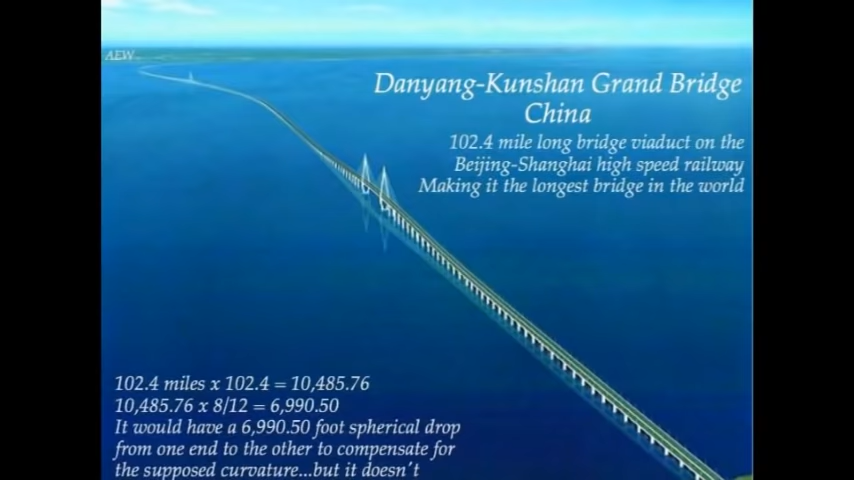 AEW
Danyang-Kunshan Grand Bridge
China
102.4 mile long bridge viaduct on the
Beijing-Shanghai high speed railway
Making it the longest bridge in the world
102.4 miles x 102.4 = 10,485.76
10,485.76 x 8/12 = 6,990.50
It would have a 6,990.50 foot spherical drop
from one end to the other to compensate for
the supposed curvature...but it doesn't